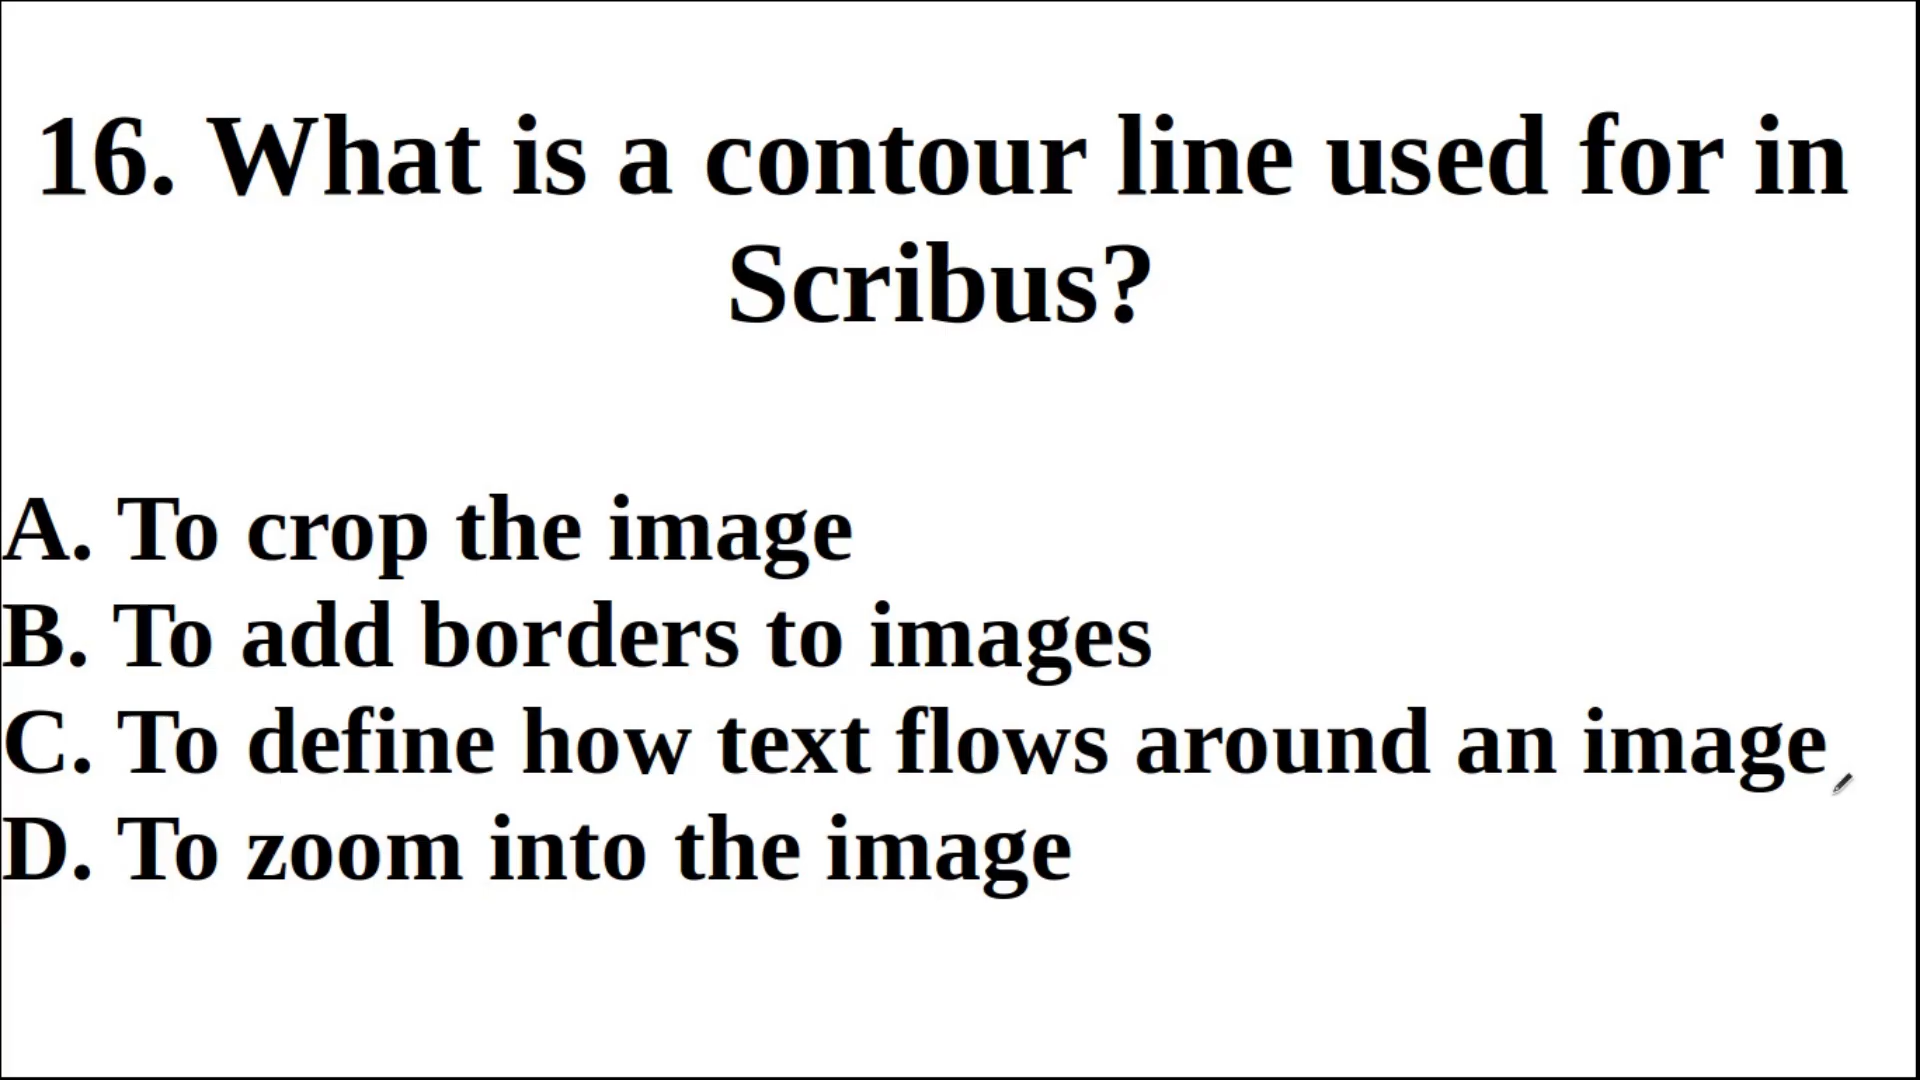 16. What is a contour line used for in
Scribus?
A. To crop the image
B. To add borders to images
C. To define how text flows around an image
D. To zoom into the image